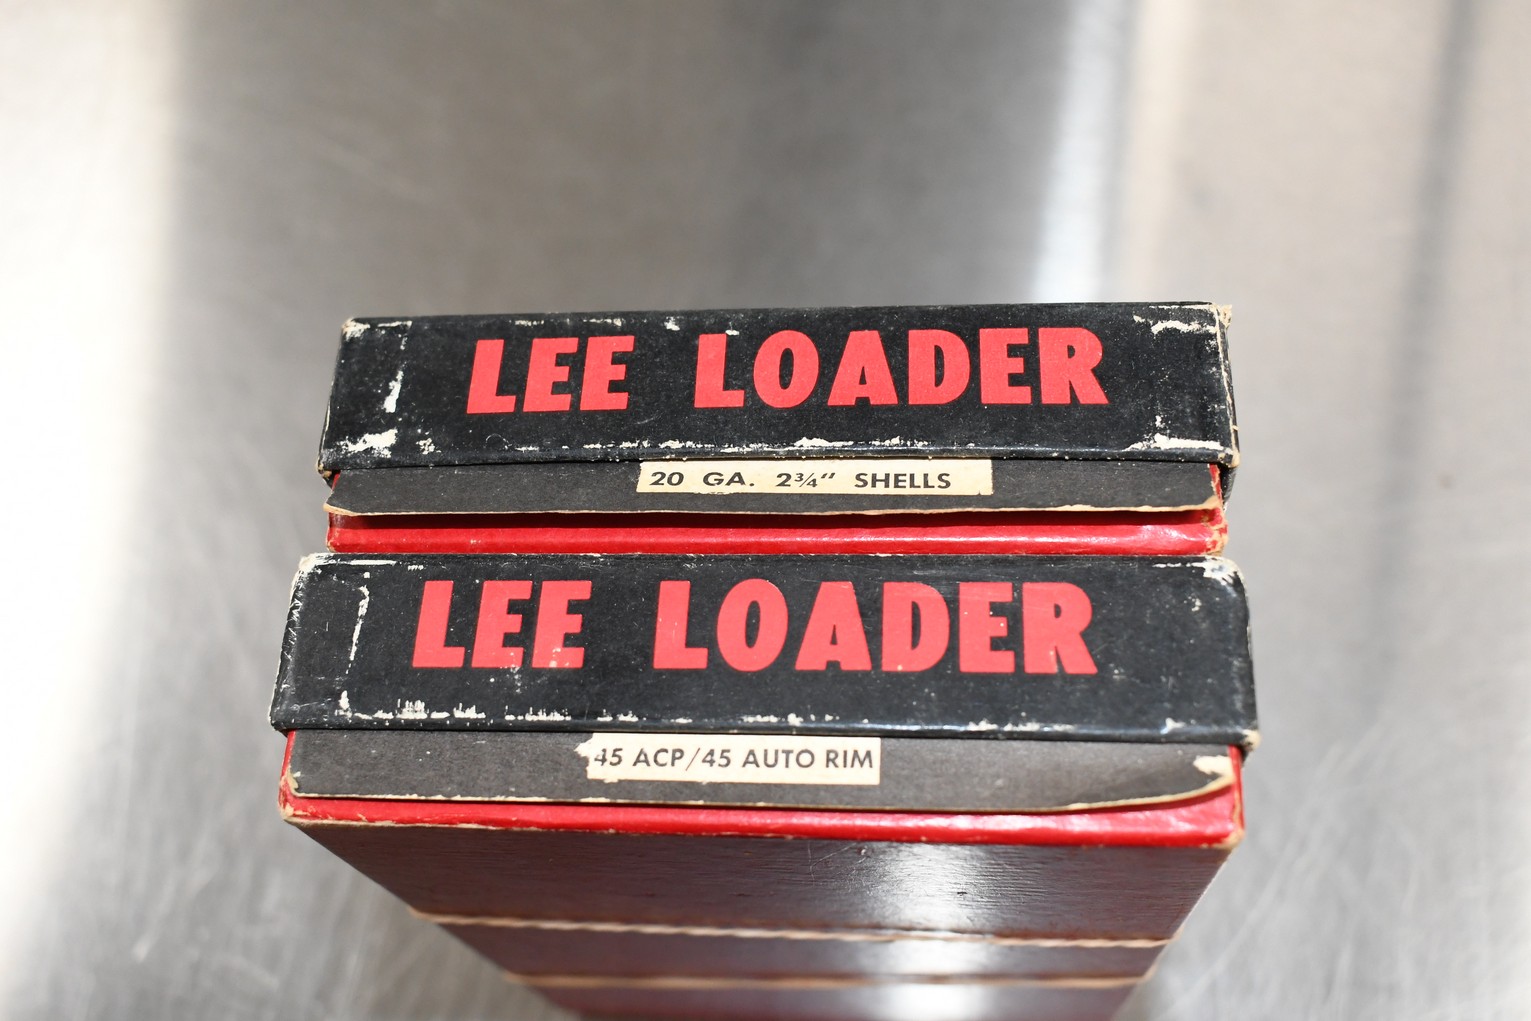 LEE LOADER
20 GA. 2¾" SHELLS
LEE LOADER
45 ACP/45 AUTO RIM